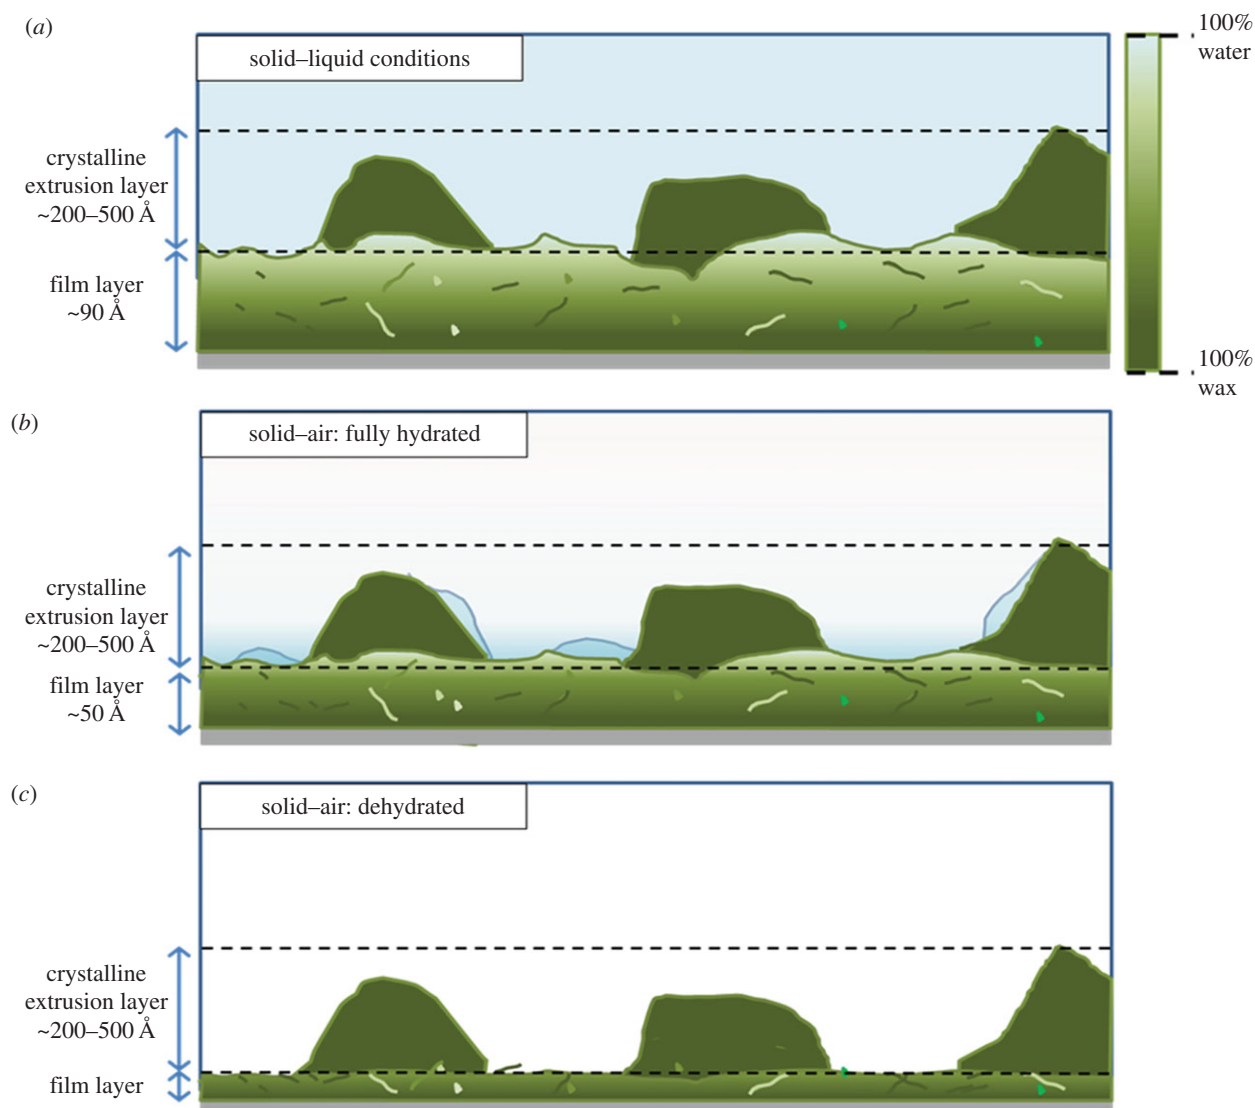 (a)
solid–liquid conditions
100%
water
crystalline
extrusion layer
~200–500 Å
film layer
~90 Å
100%
wax
(b)
solid–air: fully hydrated
crystalline
extrusion layer
~200–500 Å
film layer
~50 Å
(c)
solid–air: dehydrated
crystalline
extrusion layer
~200–500 Å
film layer